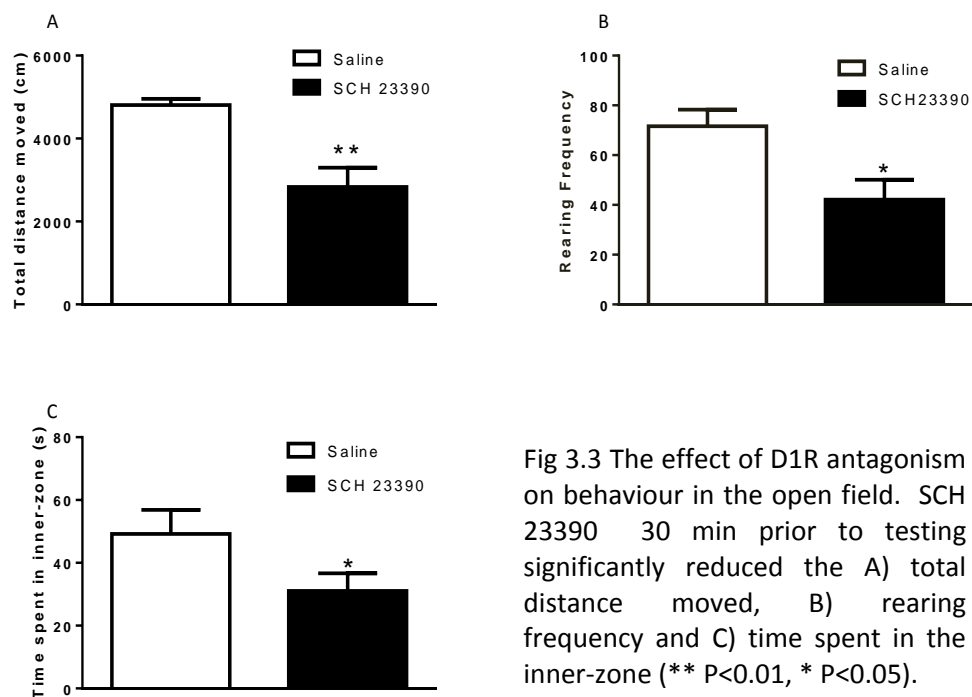 A
Total distance moved (cm)
6000
4000
2000
0
Saline
SCH 23390
**
B
Rearing Frequency
100
80
60
40
20
0
Saline
SCH23390
*
C
Time spent in inner-zone (s)
80
60
40
20
0
Saline
SCH 23390
*
Fig 3.3 The effect of D1R antagonism
on behaviour in the open field. SCH
23390 30 min prior to testing
significantly reduced the A) total
distance moved, B) rearing
frequency and C) time spent in the
inner-zone (** P<0.01, * P<0.05).